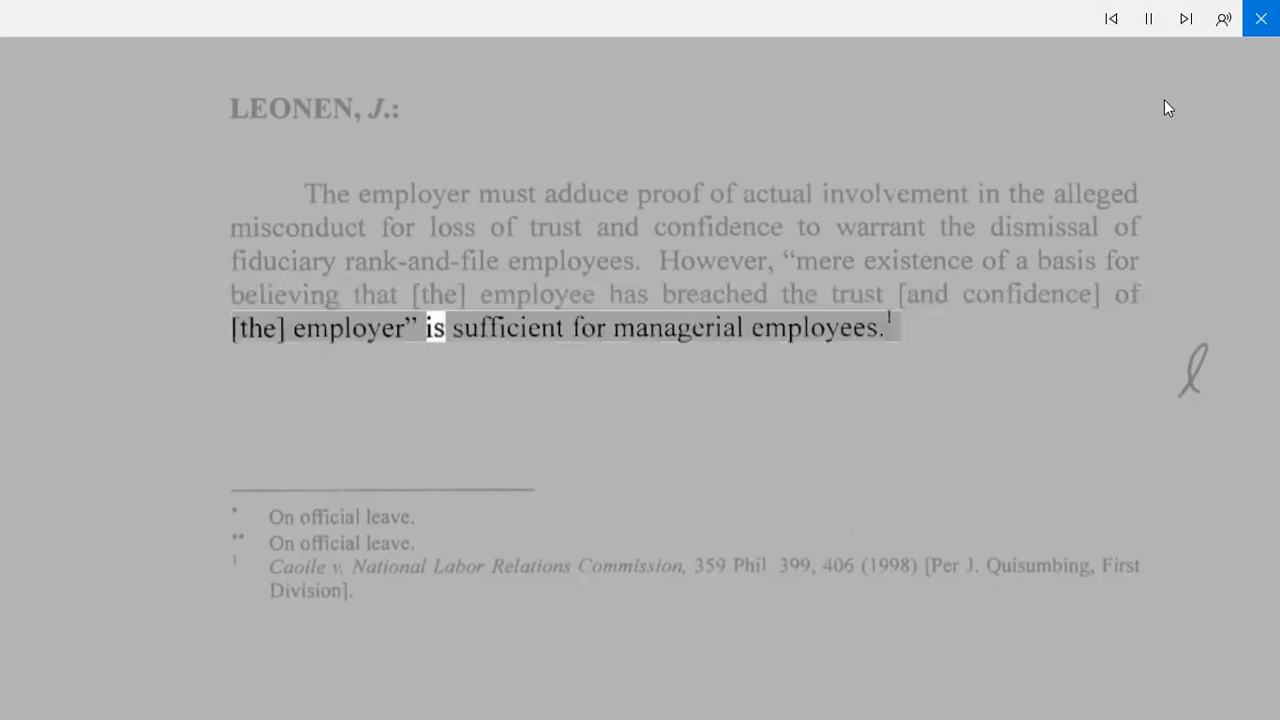 LEONEN, J.:
The employer must adduce proof of actual involvement in the alleged
misconduct for loss of trust and confidence to warrant the dismissal of
fiduciary rank-and-file employees. However, “mere existence of a basis for
believing that [the] employee has breached the trust [and confidence] of
[the] employer” is sufficient for managerial employees.1
* On official leave.
** On official leave.
1 Caoile v. National Labor Relations Commission, 359 Phil. 399, 406 (1998) [Per J. Quisumbing, First
Division].